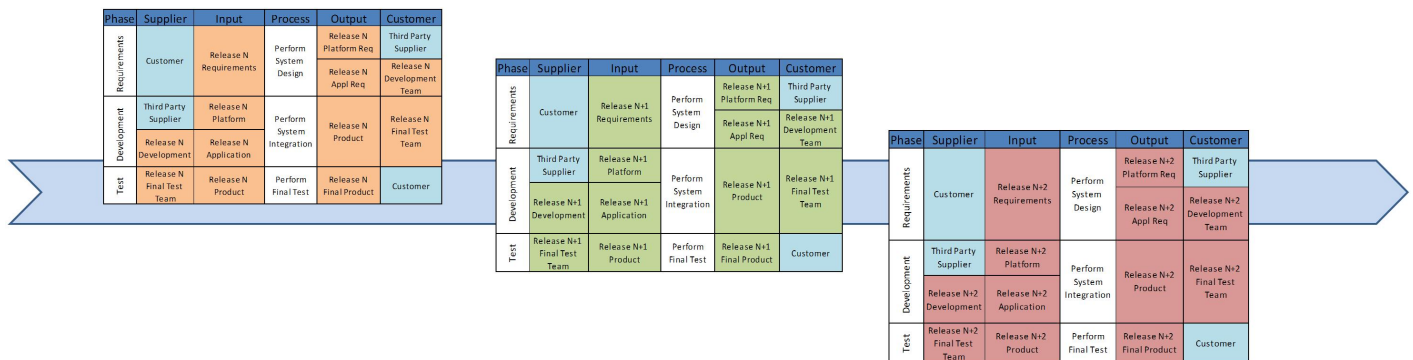 Phase Supplier Input Process Output Customer
Requirements
Customer
Release N
Requirements
Perform
System
Design
Release N
Platform Req
Third Party
Supplier
Release N
Appl Req
Release N
Development
Team
Development
Third Party
Supplier
Release N
Platform
Perform
System
Integration
Release N
Product
Release N
Final Test
Team
Release N
Development
Release N
Application
Test
Release N
Final Test
Team
Release N
Product
Perform
Final Test
Release N
Final Product
Customer
Phase Supplier Input Process Output Customer
Requirements
Customer
Release N+1
Requirements
Perform
System
Design
Release N+1
Platform Req
Third Party
Supplier
Release N+1
Appl Req
Release N+1
Development
Team
Development
Third Party
Supplier
Release N+1
Platform
Perform
System
Integration
Release N+1
Product
Release N+1
Final Test
Team
Release N+1
Development
Release N+1
Application
Test
Release N+1
Final Test
Team
Release N+1
Product
Perform
Final Test
Release N+1
Final Product
Customer
Phase Supplier Input Process Output Customer
Requirements
Customer
Release N+2
Requirements
Perform
System
Design
Release N+2
Platform Req
Third Party
Supplier
Release N+2
Appl Req
Release N+2
Development
Team
Development
Third Party
Supplier
Release N+2
Platform
Perform
System
Integration
Release N+2
Product
Release N+2
Final Test
Team
Release N+2
Development
Release N+2
Application
Test
Release N+2
Final Test
Team
Release N+2
Product
Perform
Final Test
Release N+2
Final Product
Customer